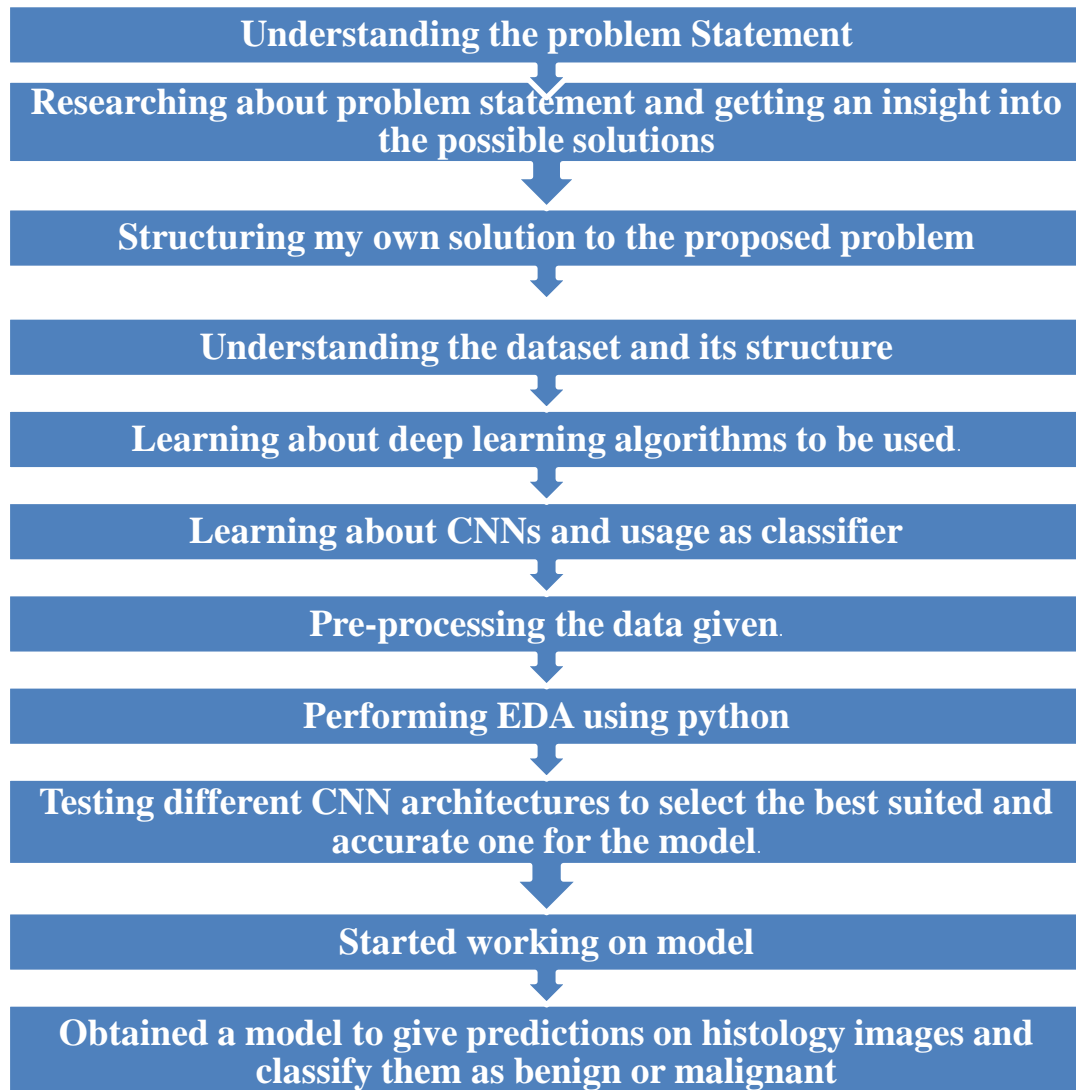 Understanding the problem Statement
Researching about problem statement and getting an insight into
the possible solutions
Structuring my own solution to the proposed problem
Understanding the dataset and its structure
Learning about deep learning algorithms to be used.
Learning about CNNs and usage as classifier
Pre-processing the data given.
Performing EDA using python
Testing different CNN architectures to select the best suited and
accurate one for the model.
Started working on model
Obtained a model to give predictions on histology images and
classify them as benign or malignant